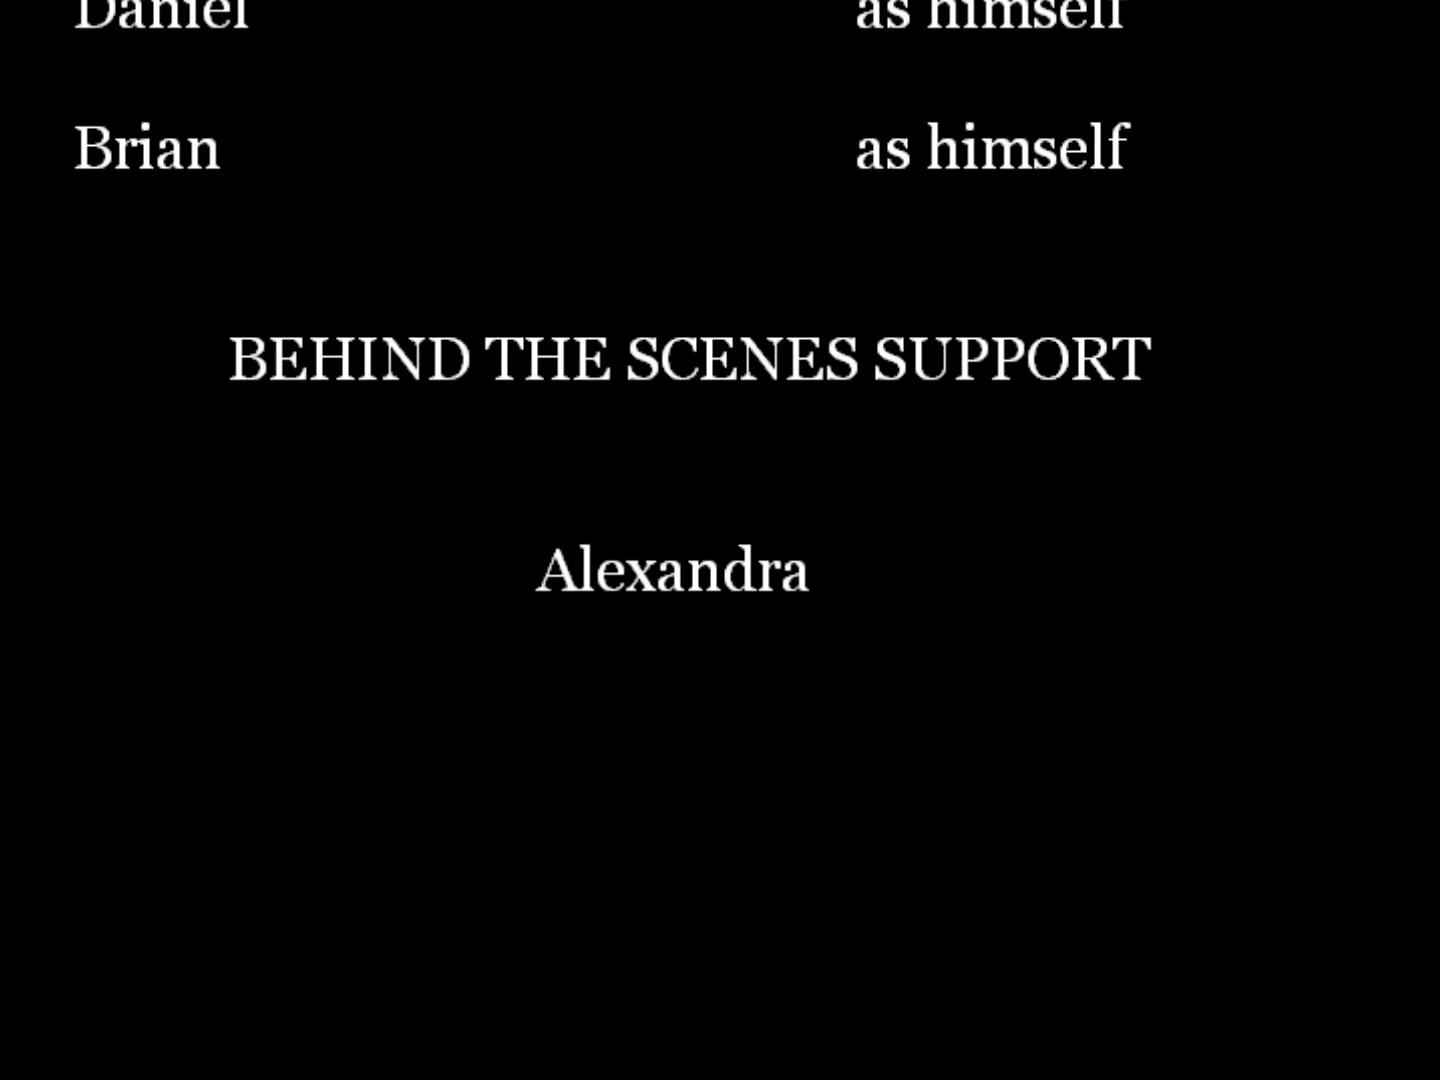 Daniel as himself
Brian as himself
BEHIND THE SCENES SUPPORT
Alexandra